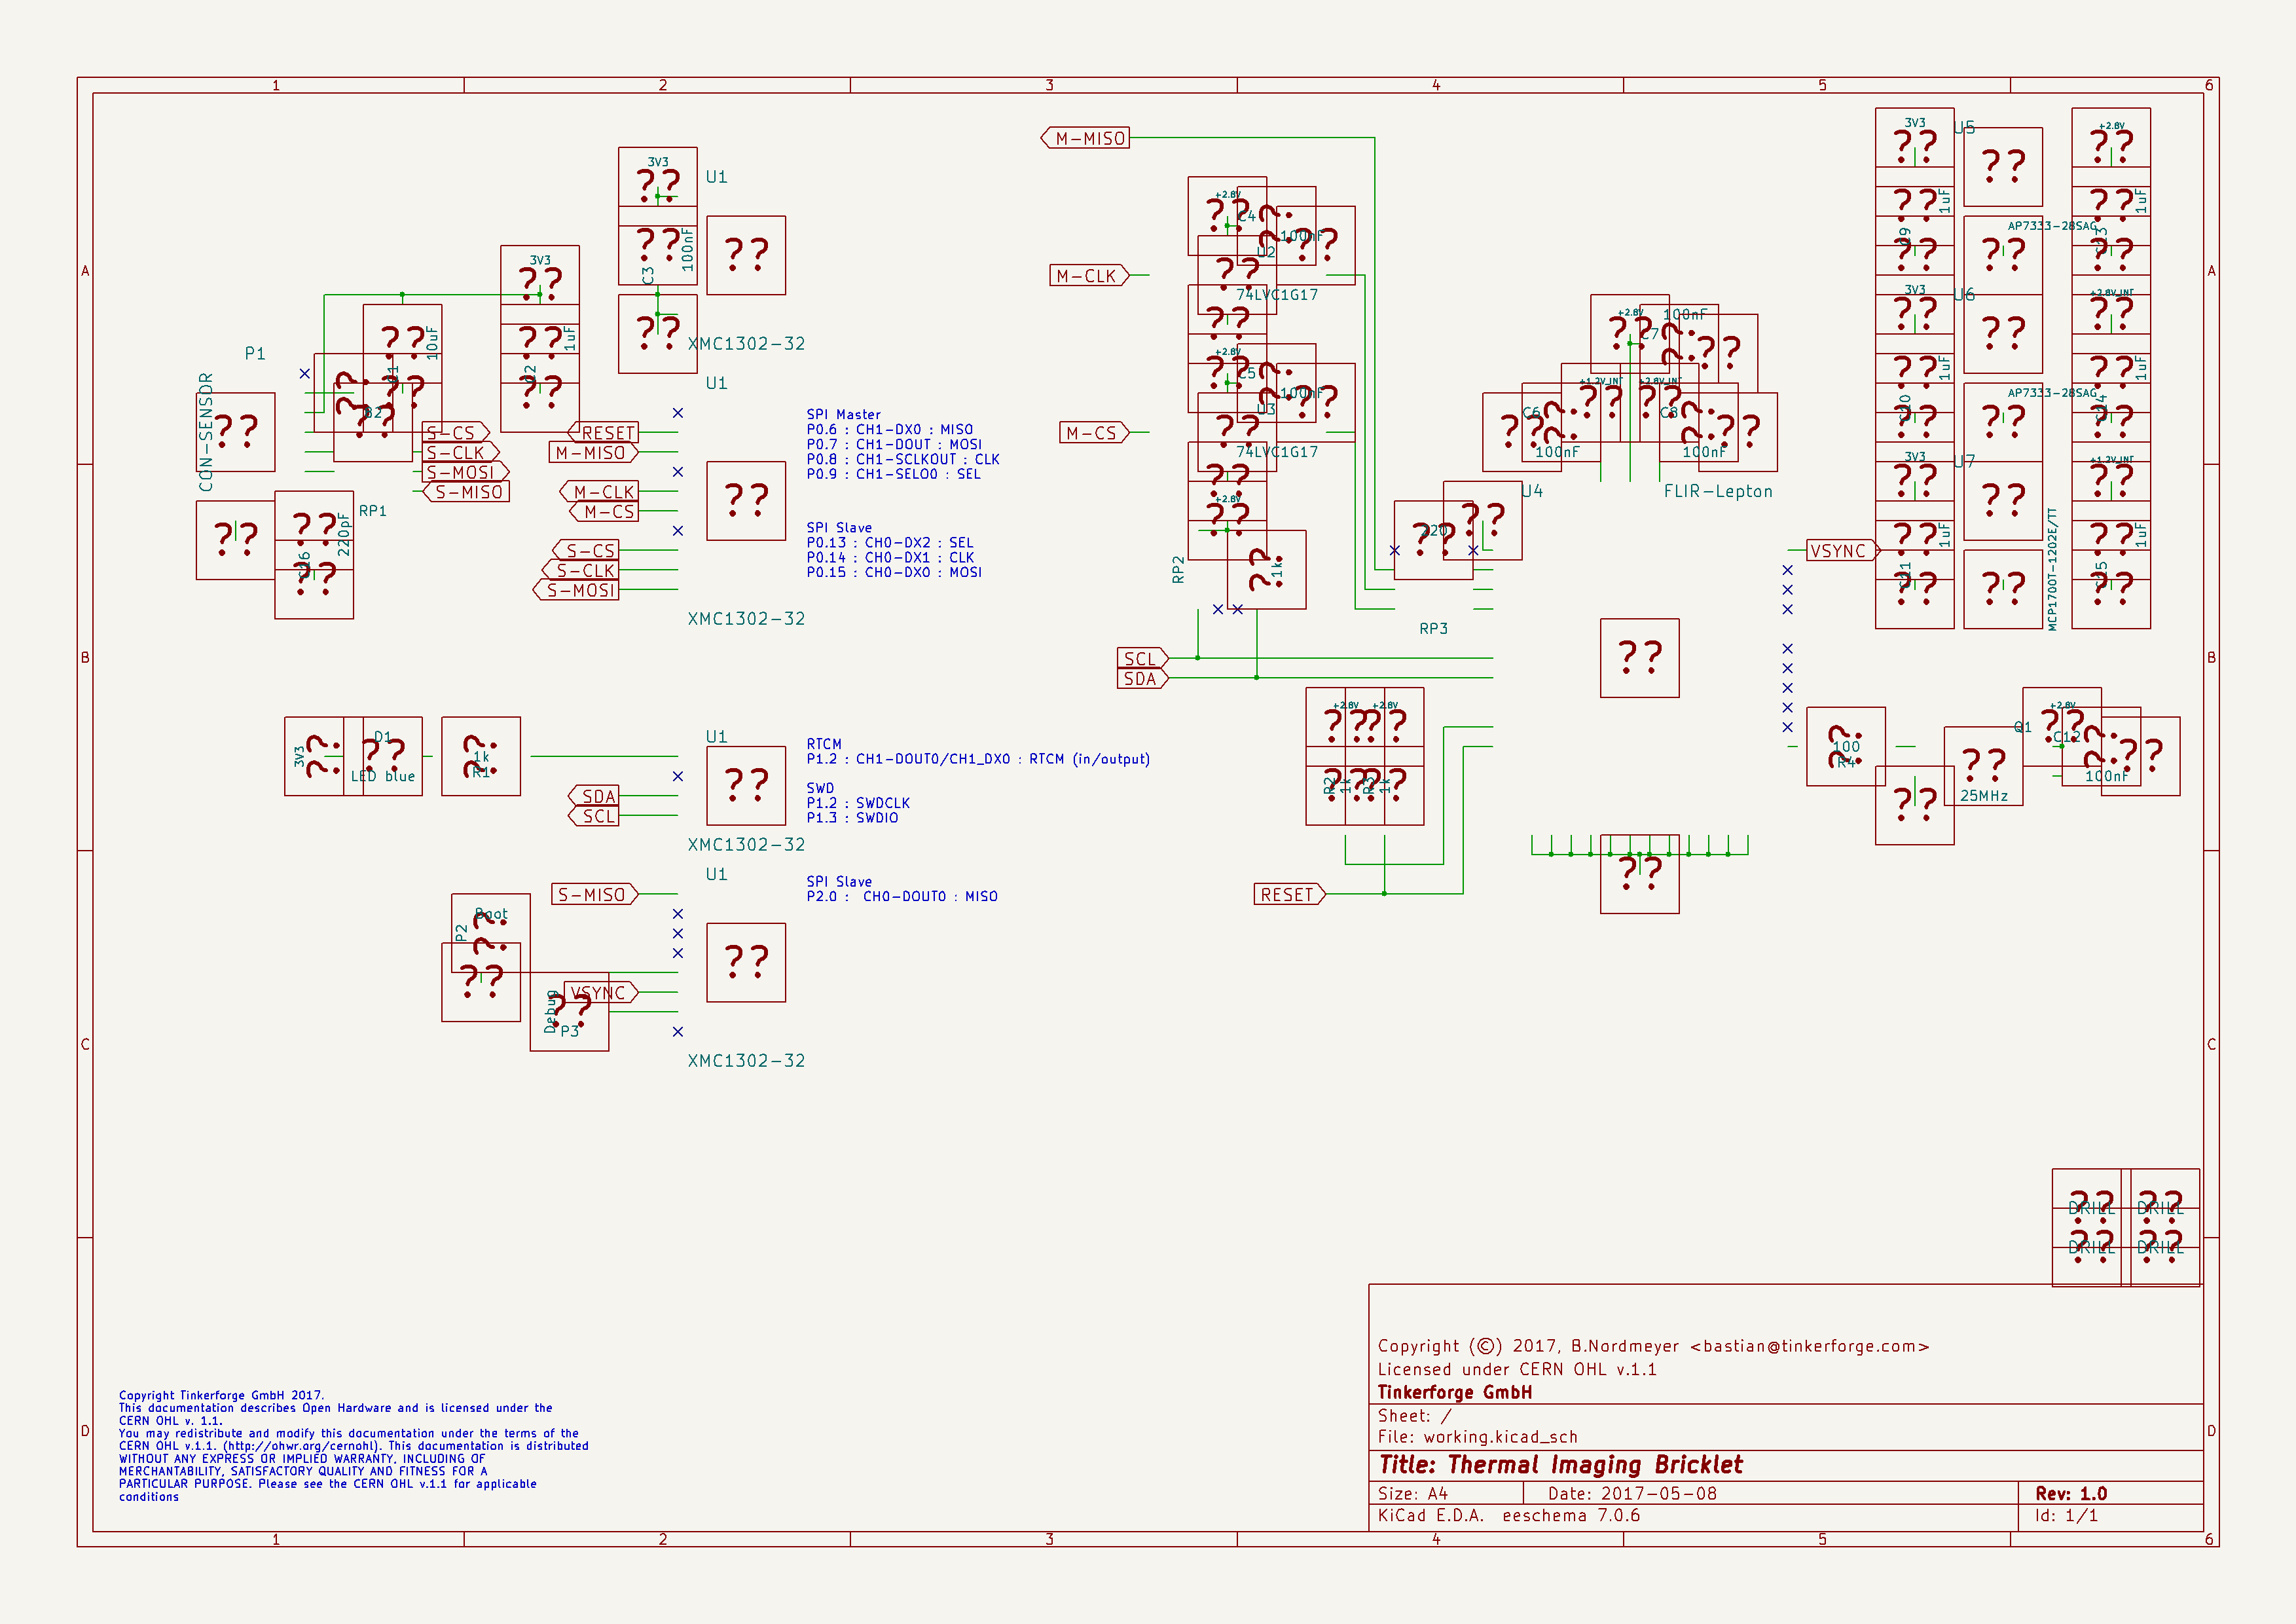 1 2 3 4 5 6
A
B
C
D
A
B
C
D
1 2 3 4 5 6
P1
CON-SENSOR
10uF
3V3
1uF
3V3
C3
100nF
U1
XMC1302-32
S-CS
S-CLK
S-MOSI
S-MISO
RP1
220pF
U1
RESET
M-MISO
M-CLK
M-CS
S-CS
S-CLK
S-MOSI
XMC1302-32
SPI Master
P0.6 : CH1-DX0 : MISO
P0.7 : CH1-DOUT : MOSI
P0.8 : CH1-SCLKOUT : CLK
P0.9 : CH1-SELO0 : SEL
SPI Slave
P0.13 : CH0-DX2 : SEL
P0.14 : CH0-DX1 : CLK
P0.15 : CH0-DX0 : MOSI
3V3
D1
LED blue
1k
R1
U1
SDA
SCL
XMC1302-32
RTCM
P1.2 : CH1-DOUT0/CH1_DX0 : RTCM (in/output)
SWD
P1.2 : SWDCLK
P1.3 : SWDIO
U1
S-MISO
SPI Slave
P2.0 :  CH0-DOUT0 : MISO
Boot
P2
VSYNC
Debug
P3
XMC1302-32
M-MISO
M-CLK
M-CS
+2.8V
C4
100nF
U2
74LVC1G17
+2.8V
C5
100nF
U3
74LVC1G17
+2.8V
RP2
1k
SCL
SDA
220
RP3
+2.8V
C7
100nF
+1.2V_INT
+2.8V_INT
C6
100nF
C8
100nF
U4
FLIR-Lepton
+2.8V
+2.8V
R2
1k
R3
1k
RESET
VSYNC
100
R4
25MHz
Q1
+2.8V
C12
100nF
3V3
U5
+2.8V
1uF
1uF
AP7333-28SAG
3V3
U6
+2.8V_INT
1uF
1uF
AP7333-28SAG
3V3
U7
+1.2V_INT
1uF
1uF
MCP1700T-1202E/TT
DRILL
DRILL
DRILL
DRILL
Copyright Tinkerforge GmbH 2017.
This documentation describes Open Hardware and is licensed under the
CERN OHL v. 1.1.
You may redistribute and modify this documentation under the terms of the
CERN OHL v.1.1. (http://ohwr.org/cernohl). This documentation is distributed
WITHOUT ANY EXPRESS OR IMPLIED WARRANTY, INCLUDING OF
MERCHANTABILITY, SATISFACTORY QUALITY AND FITNESS FOR A
PARTICULAR PURPOSE. Please see the CERN OHL v.1.1 for applicable
conditions
Copyright (©) 2017, B.Nordmeyer <bastian@tinkerforge.com>
Licensed under CERN OHL v.1.1
Tinkerforge GmbH
Sheet: /
File: working.kicad_sch
Title: Thermal Imaging Bricklet
Size: A4
Date: 2017-05-08
Rev: 1.0
KiCad E.D.A.  eeschema 7.0.6
Id: 1/1